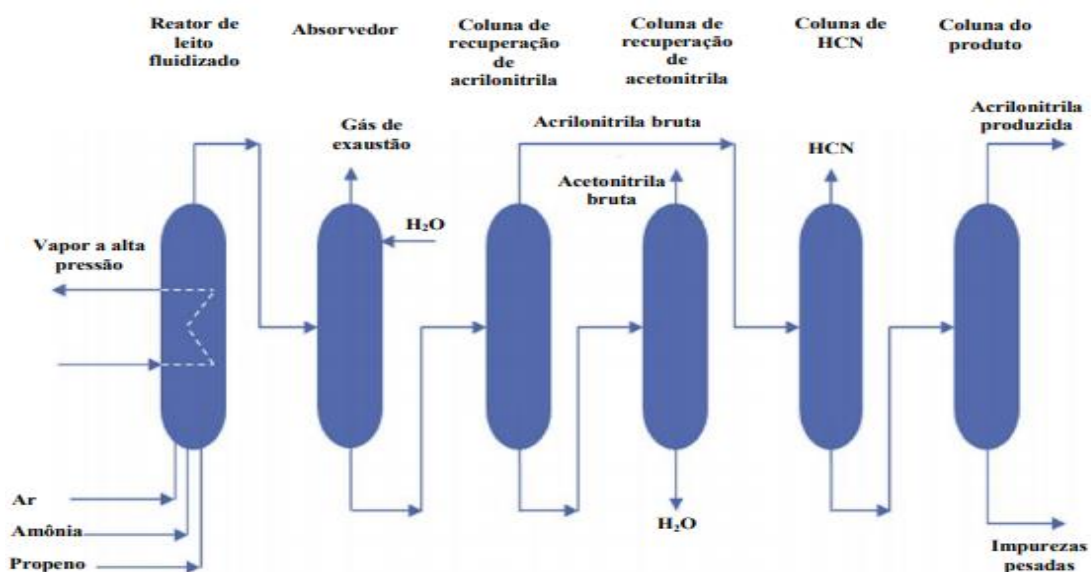 Reator de
leito
fluidizado
Absorvedor
Coluna de
recuperação
de
acrilonitrila
Coluna de
recuperação
de
acetonitrila
Coluna de
HCN
Coluna do
produto
Gás de
exaustão
Acrilonitrila bruta
Acrilonitrila
produzida
HCN
Acetonitrila
bruta
H₂O
Vapor a alta
pressão
Ar
Amônia
Propeno
H₂O
Impurezas
pesadas